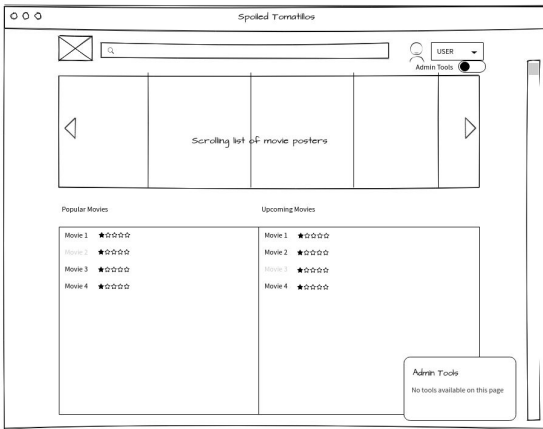 Spoiled Tomatillos
USER
Admin Tools
Scrolling list of movie posters
Popular Movies
Upcoming Movies
Movie 1
Movie 1
Movie 2
Movie 2
Movie 3
Movie 3
Movie 4
Movie 4
Admin Tools
No tools available on this page